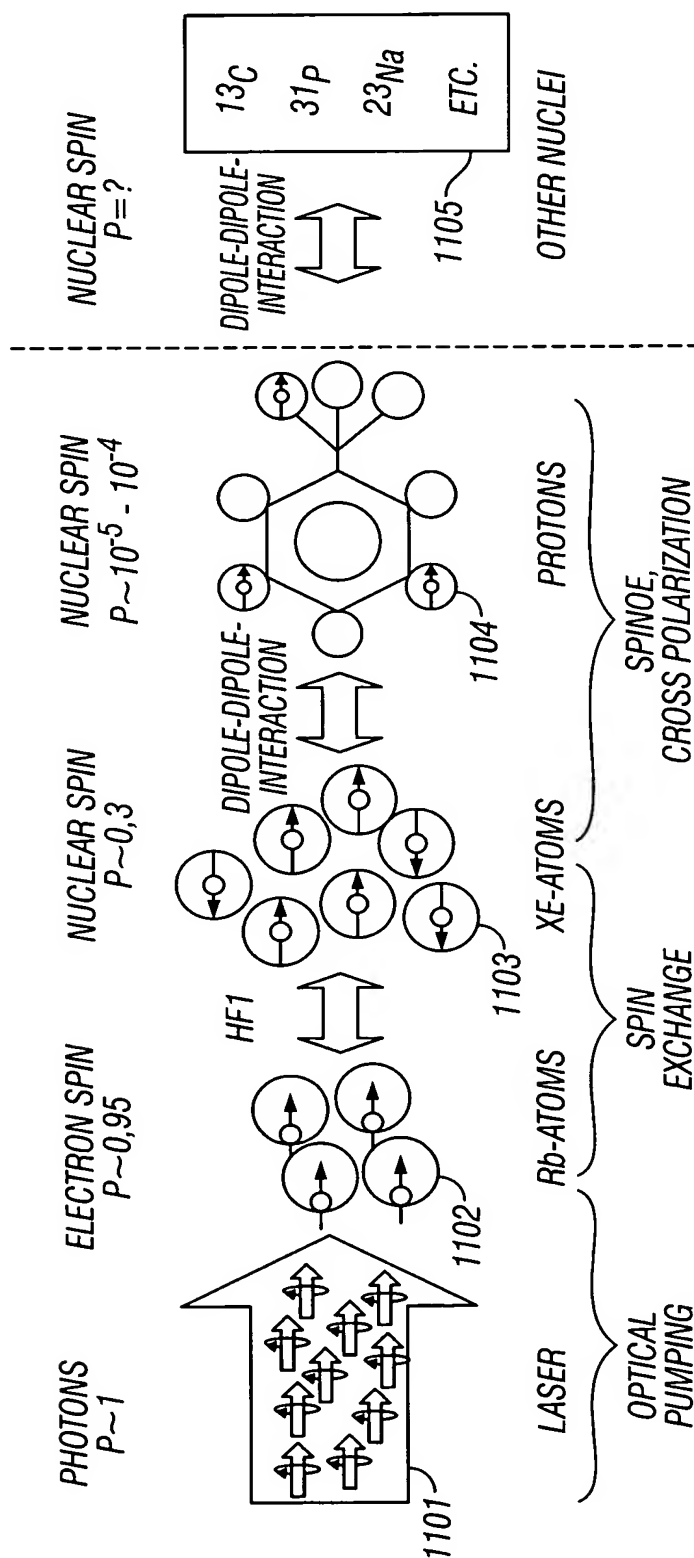 PHOTONS
P~1
ELECTRON SPIN
P~0,95
NUCLEAR SPIN
P~0,3
NUCLEAR SPIN
P~10⁻⁵ - 10⁻⁴
NUCLEAR SPIN
P=?
HF1
DIPOLE-DIPOLE-
INTERACTION
DIPOLE-DIPOLE-
INTERACTION
¹³C
³¹P
²³Na
ETC.
1101
1102
1103
1104
1105
LASER
Rb-ATOMS
XE-ATOMS
PROTONS
OTHER NUCLEI
OPTICAL
PUMPING
SPIN
EXCHANGE
SPINOE,
CROSS POLARIZATION